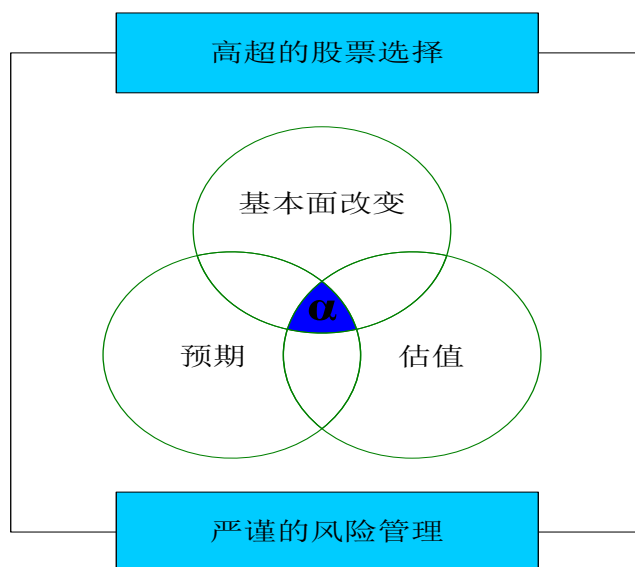 高超的股票选择
基本面改变
α
预期
估值
严谨的风险管理